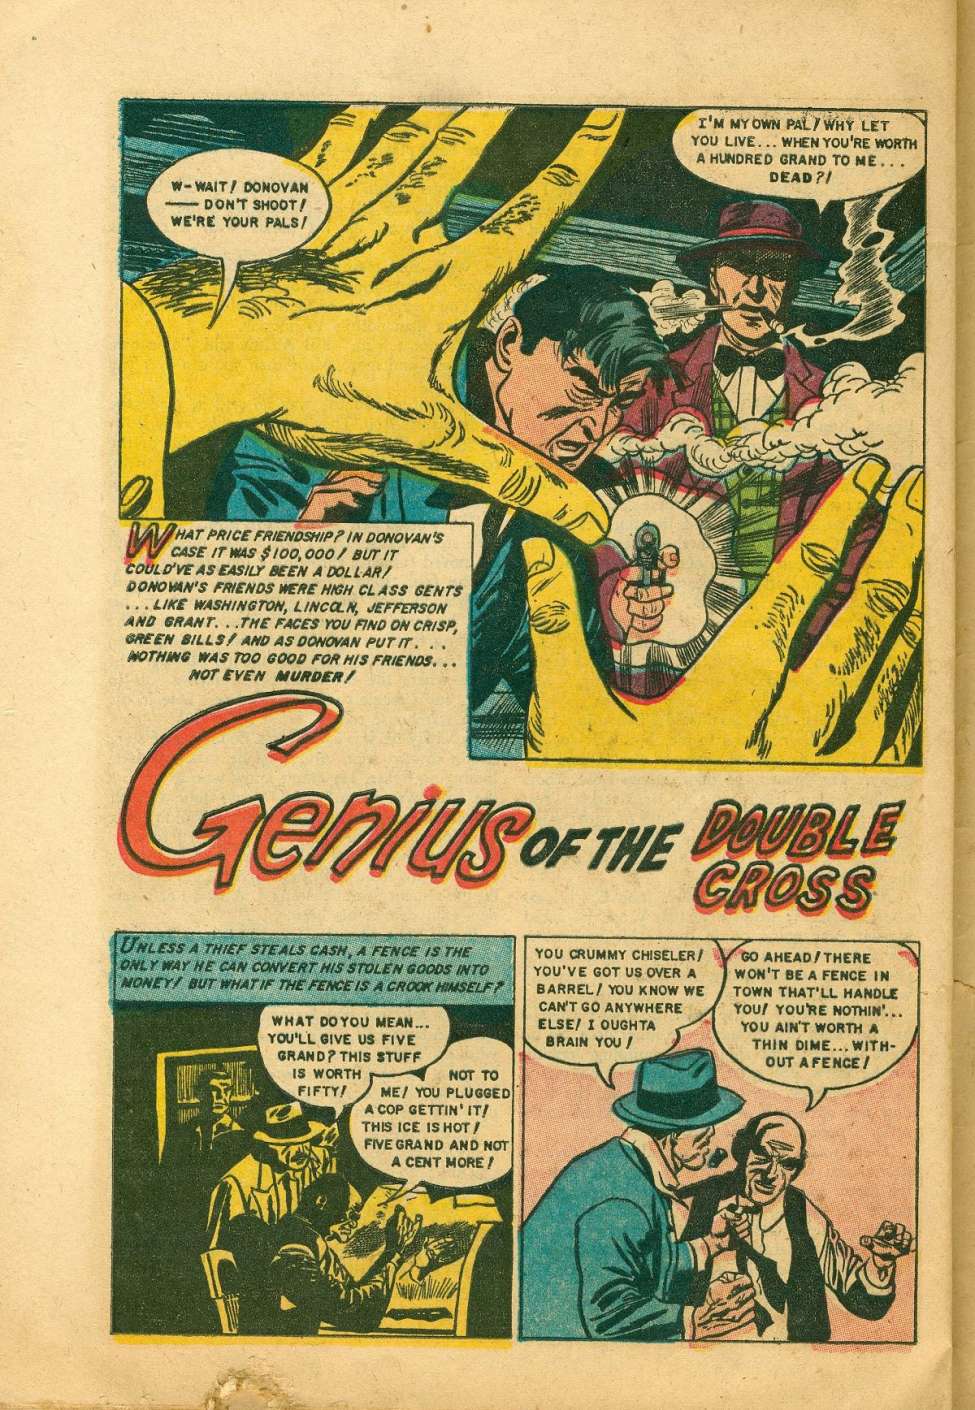 W-WAIT! DONOVAN
— DON'T SHOOT!
WE'RE YOUR PALS!
I'M MY OWN PAL! WHY LET
YOU LIVE... WHEN YOU'RE WORTH
A HUNDRED GRAND TO ME...
DEAD?!
WHAT PRICE FRIENDSHIP? IN DONOVAN'S
CASE IT WAS $100,000! BUT IT
COULD'VE AS EASILY BEEN A DOLLAR!
DONOVAN'S FRIENDS WERE HIGH CLASS GENTS
...LIKE WASHINGTON, LINCOLN, JEFFERSON
AND GRANT...THE FACES YOU FIND ON CRISP,
GREEN BILLS! AND AS DONOVAN PUT IT...
NOTHING WAS TOO GOOD FOR HIS FRIENDS...
NOT EVEN MURDER!
Genius OF THE DOUBLE
CROSS
UNLESS A THIEF STEALS CASH, A FENCE IS THE
ONLY WAY HE CAN CONVERT HIS STOLEN GOODS INTO
MONEY! BUT WHAT IF THE FENCE IS A CROOK HIMSELF?
WHAT DO YOU MEAN...
YOU'LL GIVE US FIVE
GRAND? THIS STUFF
IS WORTH
FIFTY!
NOT TO
ME! YOU PLUGGED
A COP GETTIN' IT!
THIS ICE IS HOT!
FIVE GRAND AND NOT
A CENT MORE!
YOU CRUMMY CHISELER!
YOU'VE GOT US OVER A
BARREL! YOU KNOW WE
CAN'T GO ANYWHERE
ELSE! I OUGHTA
BRAIN YOU!
GO AHEAD! THERE
WON'T BE A FENCE IN
TOWN THAT'LL HANDLE
YOU! YOU'RE NOTHIN'...
YOU AIN'T WORTH A
THIN DIME...WITH-
OUT A FENCE!